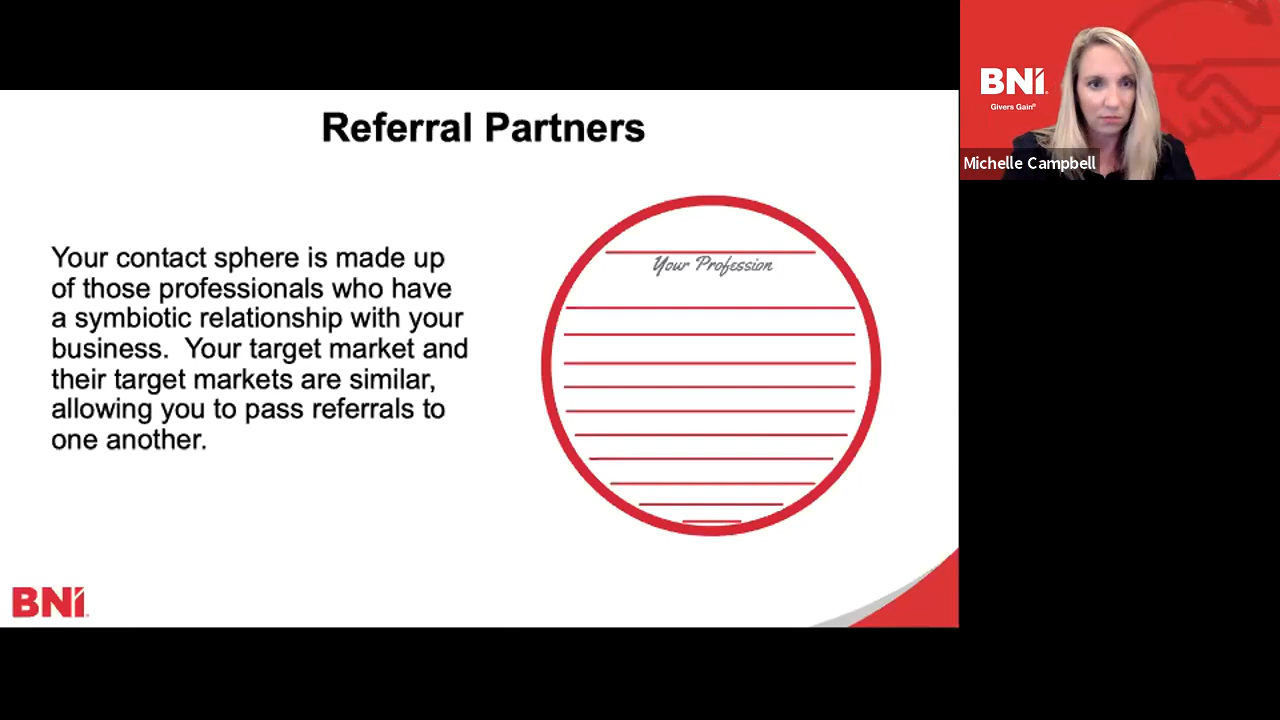 Referral Partners
Your contact sphere is made up
of those professionals who have
a symbiotic relationship with your
business.  Your target market and
their target markets are similar,
allowing you to pass referrals to
one another.
Your Profession
BNI
BNI
Givers Gain®
Michelle Campbell